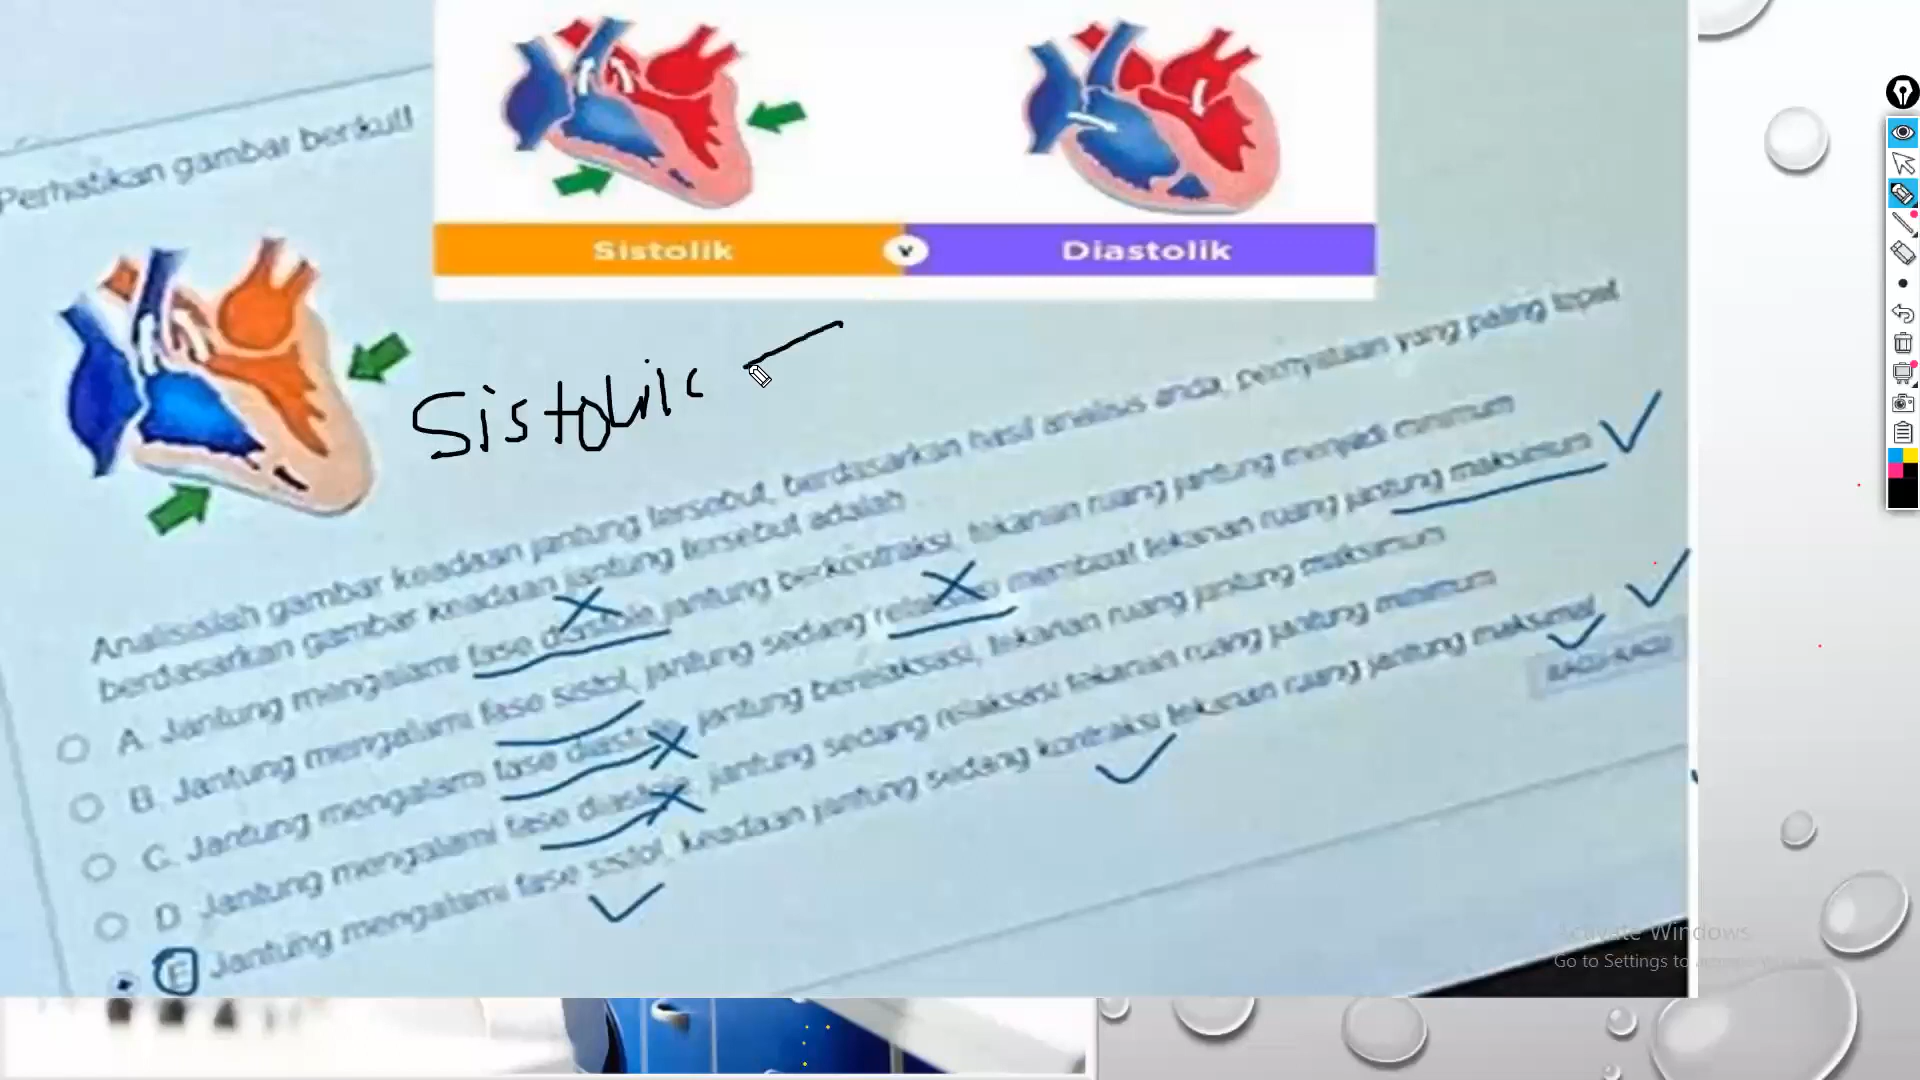 Perhatikan gambar berikut!
Sistolik
v
Diastolik
Sistolik
Analisislah gambar keadaan jantung tersebut, berdasarkan hasil analisis anda, pernyataan yang paling tepat
berdasarkan gambar keadaan jantung tersebut adalah
A. Jantung mengalami fase diastole jantung berkontraksi, tekanan ruang jantung menjadi minimum
B. Jantung mengalami fase sistol, jantung sedang relaksasi membuat tekanan ruang jantung maksimum
C. Jantung mengalami fase diastole, jantung berelaksasi, tekanan ruang jantung maksimum
D. Jantung mengalami fase diastole, jantung sedang relaksasi tekanan ruang jantung minimum
E Jantung mengalami fase sistol, keadaan jantung sedang kontraksi tekanan ruang jantung maksimal
RAGU-RAGU
Activate Windows
Go to Settings to